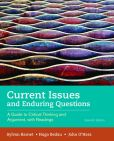 Current Issues
and Enduring Questions
A Guide to Critical Thinking and
Argument, with Readings
Sylvan Barnet • Hugo Bedau • John O'Hara